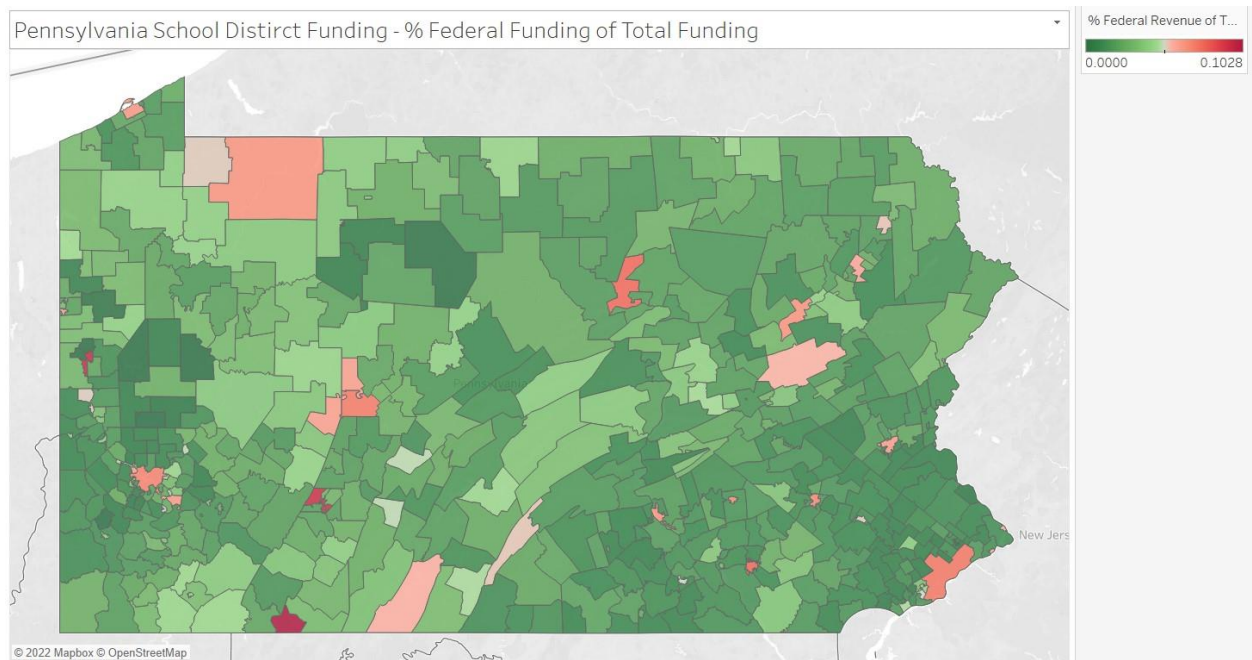 Pennsylvania School Distirct Funding - % Federal Funding of Total Funding
% Federal Revenue of T...
0.0000 0.1028
Pennsylvania
New Jers
© 2022 Mapbox © OpenStreetMap